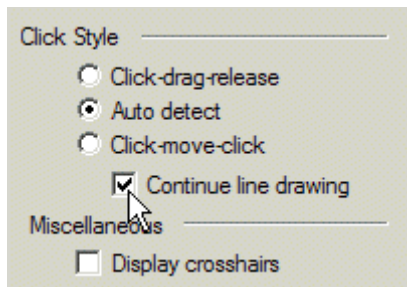 Click Style
Click-drag-release
Auto detect
Click-move-click
Continue line drawing
Miscellaneous
Display crosshairs